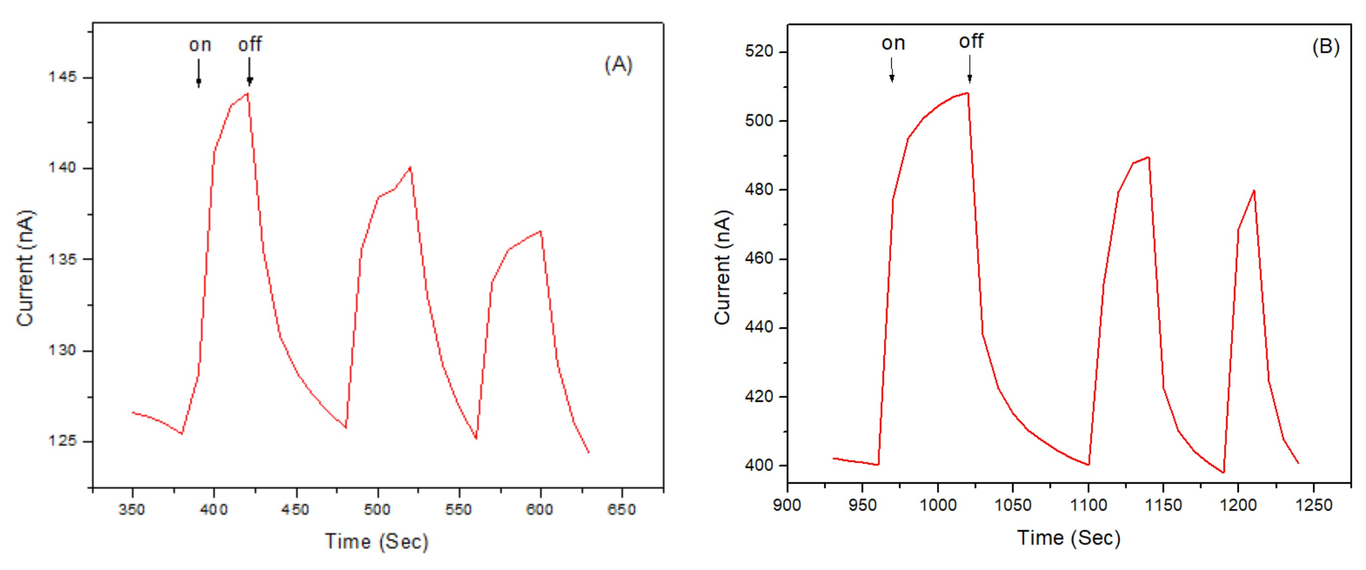 on off
(A)
145
140
135
130
125
Current (nA)
350 400 450 500 550 600 650
Time (Sec)
on off
(B)
520
500
480
460
440
420
400
Current (nA)
900 950 1000 1050 1100 1150 1200 1250
Time (Sec)